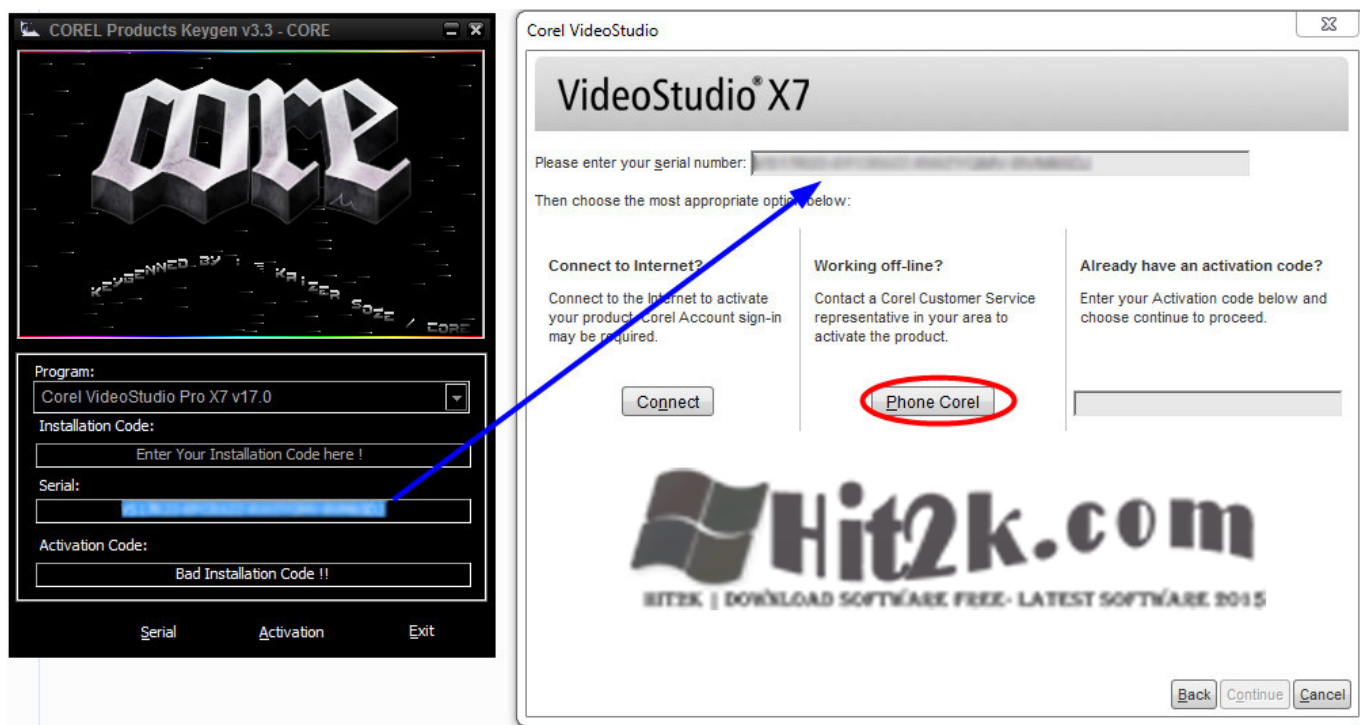 COREL Products Keygen v3.3 - CORE
core
KEYGENNED BY : KAIZER SOZE / CORE
Program:
Corel VideoStudio Pro X7 v17.0
Installation Code:
Enter Your Installation Code here !
Serial:
Activation Code:
Bad Installation Code !!
Serial Activation Exit
Corel VideoStudio
VideoStudio® X7
Please enter your serial number:
Then choose the most appropriate option below:
Connect to Internet?
Connect to the Internet to activate
your product. Corel Account sign-in
may be required.
Connect
Working off-line?
Contact a Corel Customer Service
representative in your area to
activate the product.
Phone Corel
Already have an activation code?
Enter your Activation code below and
choose continue to proceed.
Hit2k.com
HIT2K | DOWNLOAD SOFTWARE FREE- LATEST SOFTWARE 2015
Back Continue Cancel